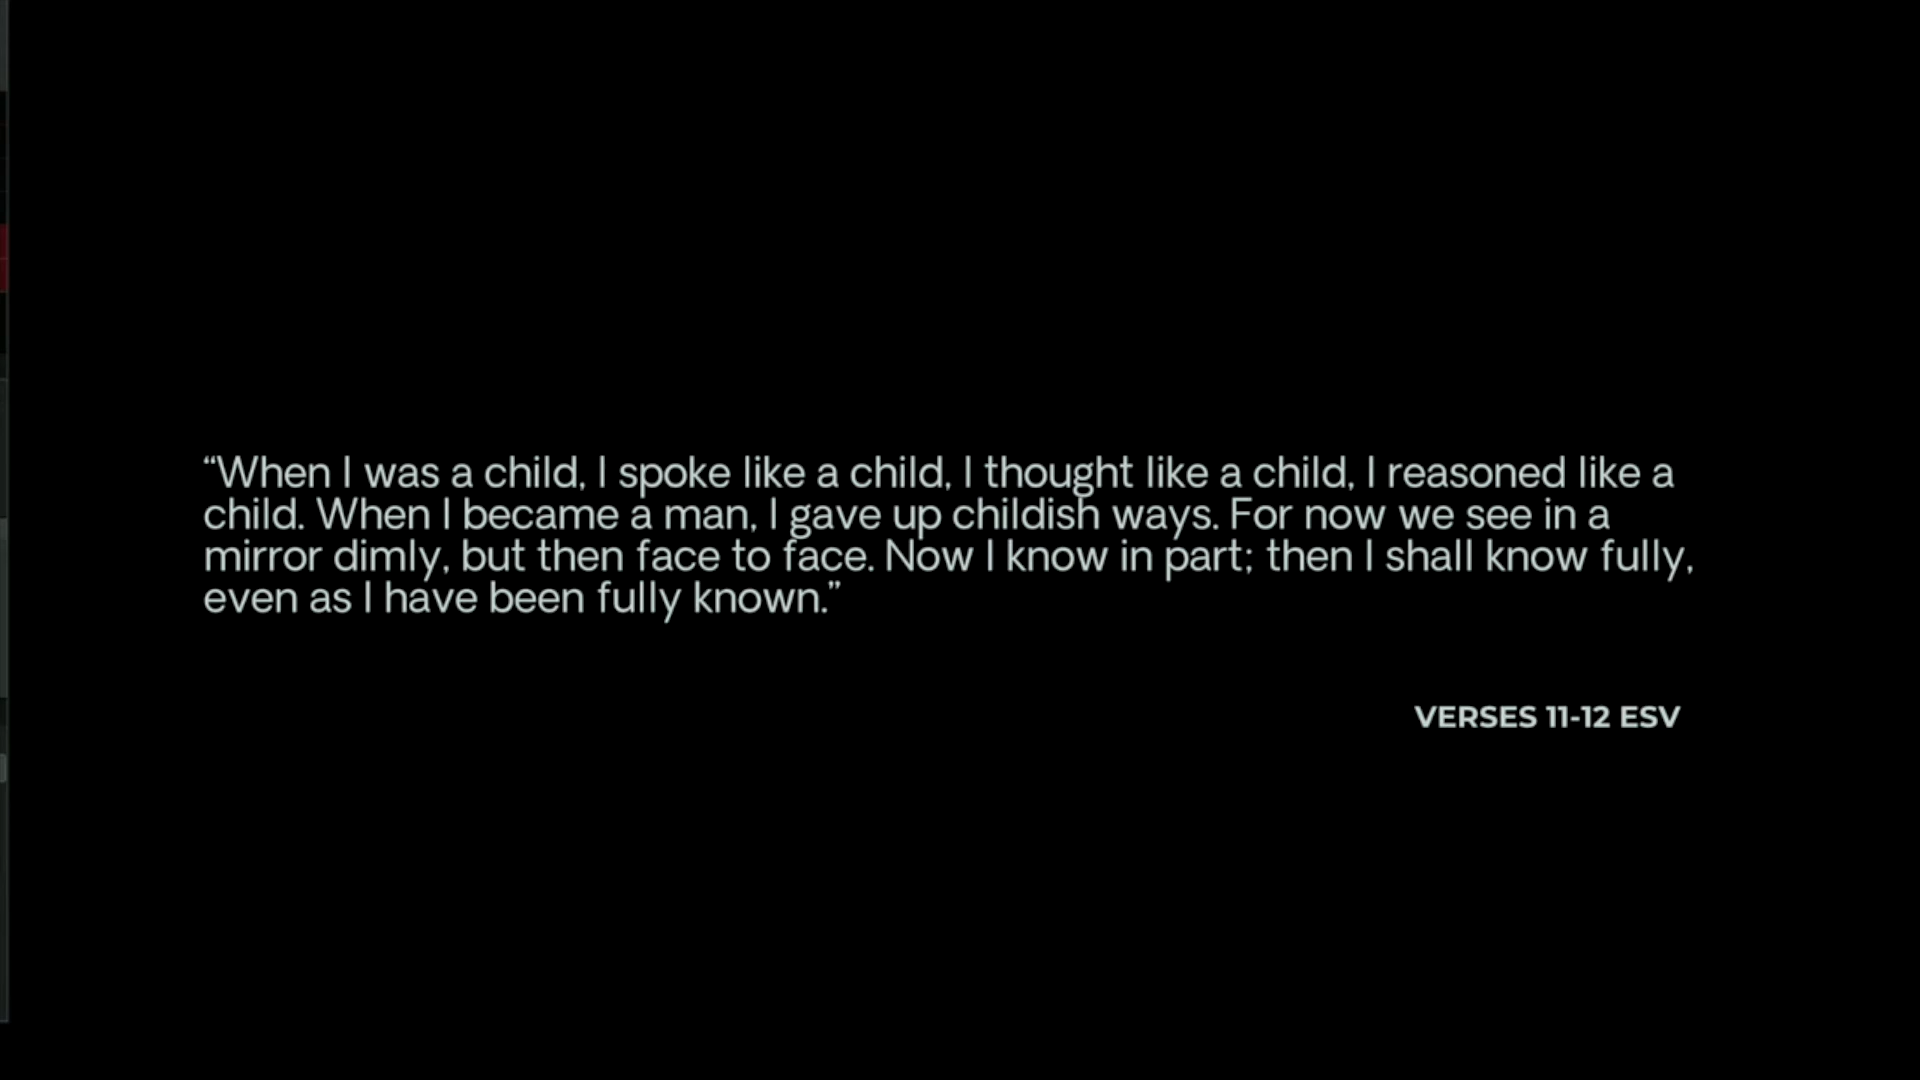 “When I was a child, I spoke like a child, I thought like a child, I reasoned like a
child. When I became a man, I gave up childish ways. For now we see in a
mirror dimly, but then face to face. Now I know in part; then I shall know fully,
even as I have been fully known.”
VERSES 11-12 ESV